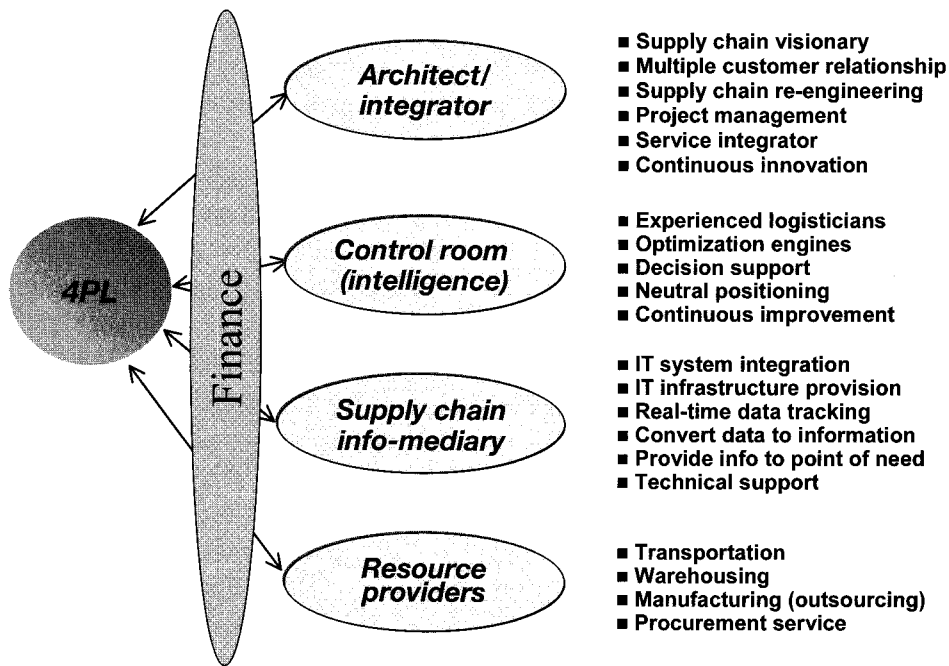 4PL
Finance
Architect/
integrator
■ Supply chain visionary
■ Multiple customer relationship
■ Supply chain re-engineering
■ Project management
■ Service integrator
■ Continuous innovation
Control room
(intelligence)
■ Experienced logisticians
■ Optimization engines
■ Decision support
■ Neutral positioning
■ Continuous improvement
Supply chain
info-mediary
■ IT system integration
■ IT infrastructure provision
■ Real-time data tracking
■ Convert data to information
■ Provide info to point of need
■ Technical support
Resource
providers
■ Transportation
■ Warehousing
■ Manufacturing (outsourcing)
■ Procurement service